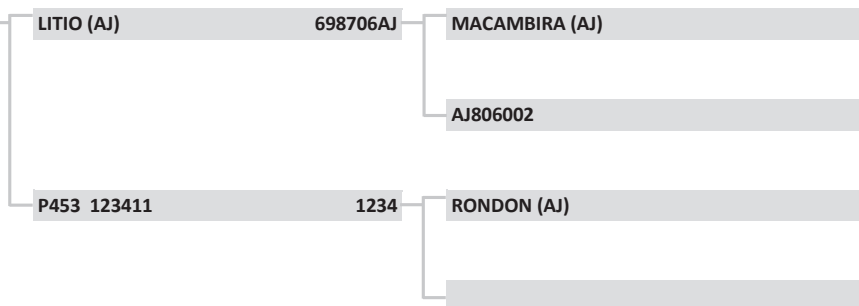 LITIO (AJ) 698706AJ MACAMBIRA (AJ)
AJ806002
P453 123411 1234 RONDON (AJ)